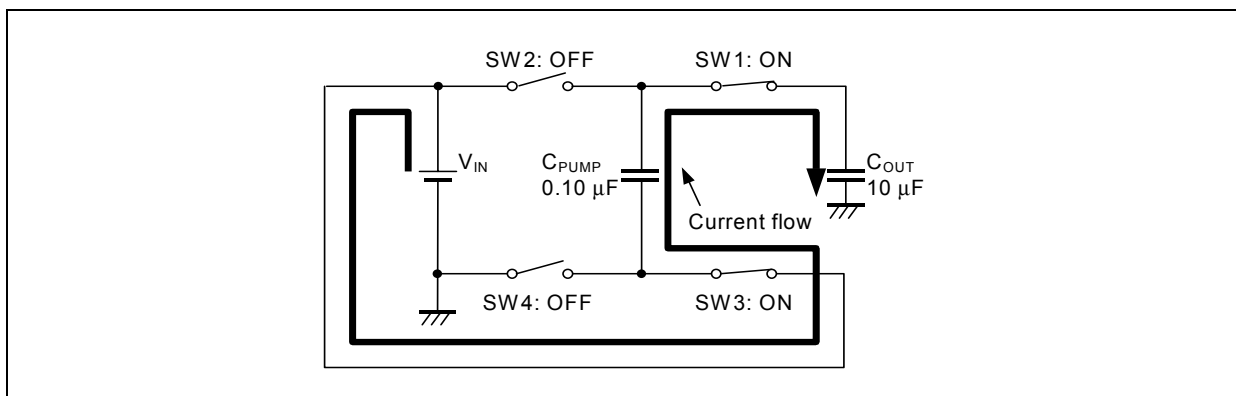 SW2: OFF
SW1: ON
VIN
CPUMP
0.10 μF
COUT
10 μF
Current flow
SW4: OFF
SW3: ON